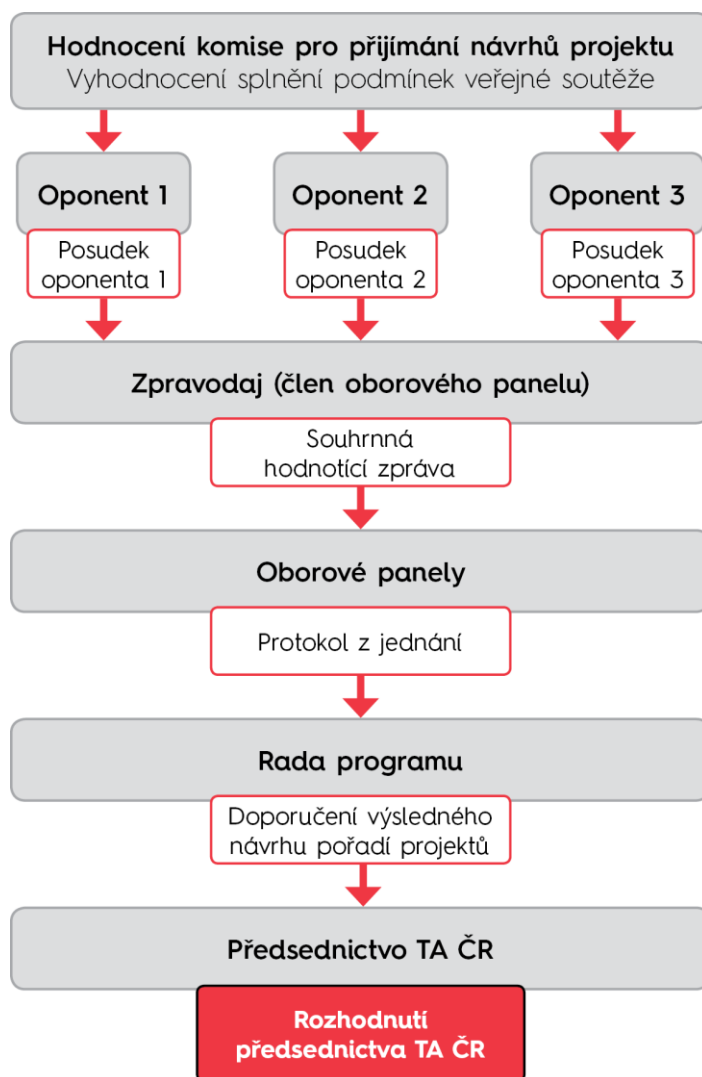 Hodnocení komise pro přijímání návrhů projektu
Vyhodnocení splnění podmínek veřejné soutěže
Oponent 1
Oponent 2
Oponent 3
Posudek
oponenta 1
Posudek
oponenta 2
Posudek
oponenta 3
Zpravodaj (člen oborového panelu)
Souhrnná
hodnotící zpráva
Oborové panely
Protokol z jednání
Rada programu
Doporučení výsledného
návrhu pořadí projektů
Předsednictvo TA ČR
Rozhodnutí
předsednictva TA ČR